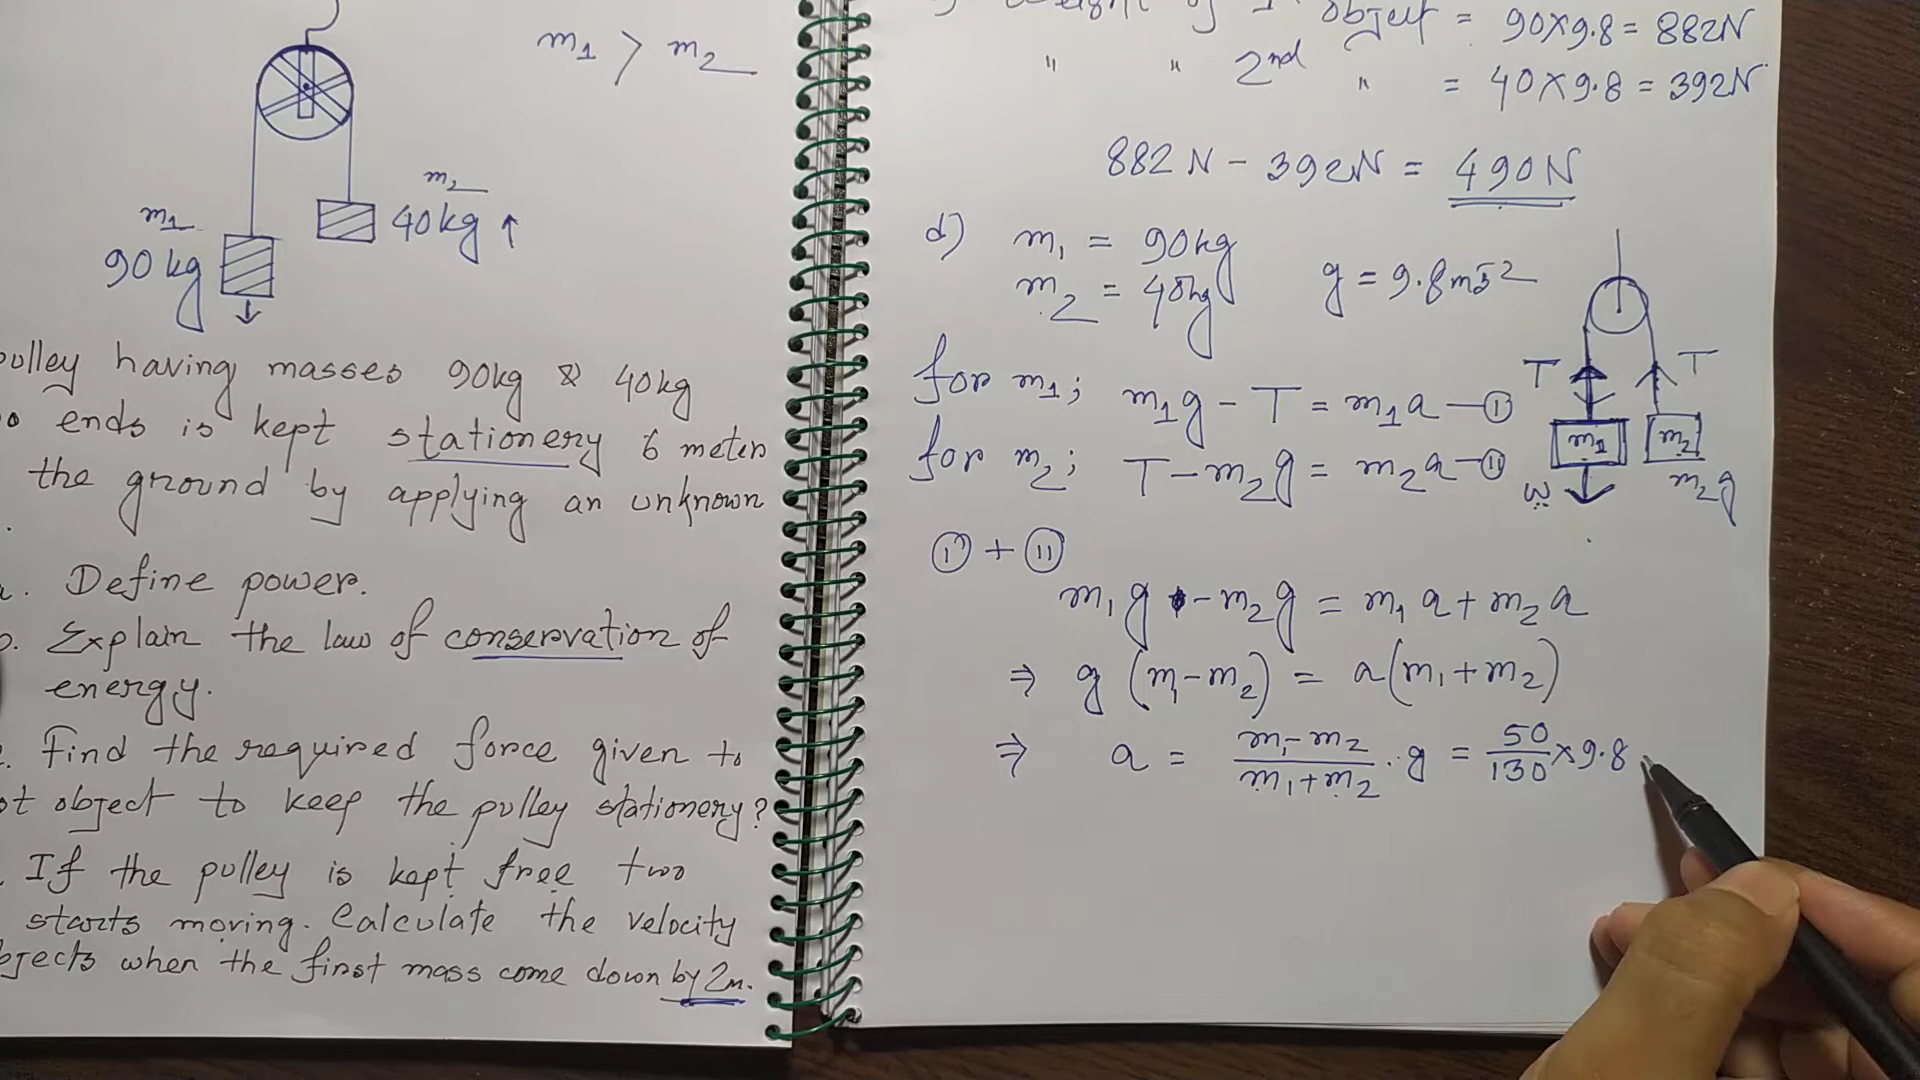 m₁ > m₂
m₂
40kg ↑
m₁
90 kg
pulley having masses 90kg & 40kg
ends is kept stationery 6 meter
the ground by applying an unknown
Define power.
Explain the law of conservation of
energy.
Find the required force given to
object to keep the pulley stationery?
If the pulley is kept free two
starts moving. Calculate the velocity
when the first mass come down by 2m.
object = 90×9.8 = 882N
" " 2nd " = 40×9.8 = 392N
882 N - 392N = 490N
d) m₁ = 90kg
m₂ = 40kg g = 9.8ms⁻²
for m₁; m₁g - T = m₁a —(i)
for m₂; T - m₂g = m₂a —(ii)
T T
m₁ m₂
m₂g
(i) + (ii)
m₁g - m₂g = m₁a + m₂a
⇒ g (m₁-m₂) = a(m₁+m₂)
⇒ a = m₁-m₂/m₁+m₂ . g = 50/130 × 9.8